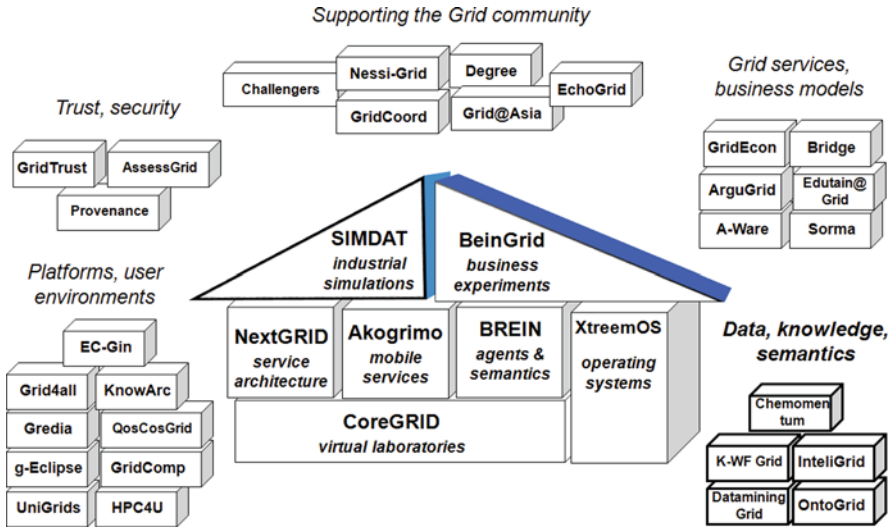 Supporting the Grid community
Challengers
Nessi-Grid
Degree
EchoGrid
GridCoord
Grid@Asia
Trust, security
GridTrust
AssessGrid
Provenance
Grid services,
business models
GridEcon
Bridge
ArguGrid
Edutain@
Grid
A-Ware
Sorma
SIMDAT
industrial
simulations
BeinGrid
business
experiments
NextGRID
service
architecture
Akogrimo
mobile
services
BREIN
agents &
semantics
XtreemOS
operating
systems
CoreGRID
virtual laboratories
Platforms, user
environments
EC-Gin
Grid4all
KnowArc
Gredia
QosCosGrid
g-Eclipse
GridComp
UniGrids
HPC4U
Data, knowledge,
semantics
Chemomen
tum
K-WF Grid
InteliGrid
Datamining
Grid
OntoGrid